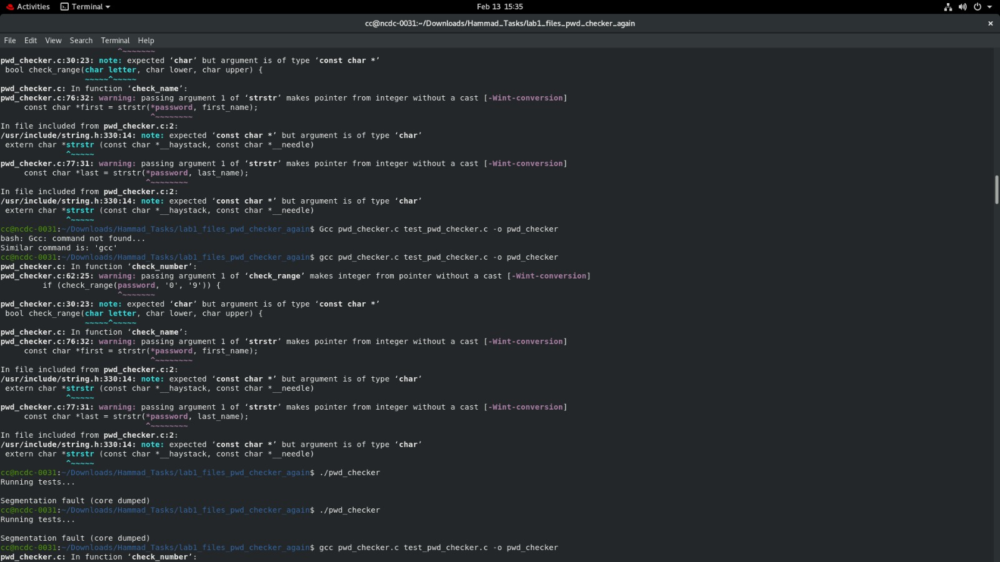 Activities Terminal Feb 13 15:35
cc@ncdc-0031:~/Downloads/Hammad_Tasks/lab1_files_pwd_checker_again ×
File Edit View Search Terminal Help
^~~~~~~~
pwd_checker.c:30:23: note: expected ‘char’ but argument is of type ‘const char *’
bool check_range(char letter, char lower, char upper) {
~~~~~^~~~~~
pwd_checker.c: In function ‘check_name’:
pwd_checker.c:76:32: warning: passing argument 1 of ‘strstr’ makes pointer from integer without a cast [-Wint-conversion]
const char *first = strstr(*password, first_name);
^~~~~~~~~
In file included from pwd_checker.c:2:
/usr/include/string.h:330:14: note: expected ‘const char *’ but argument is of type ‘char’
extern char *strstr (const char *__haystack, const char *__needle)
^~~~~~
pwd_checker.c:77:31: warning: passing argument 1 of ‘strstr’ makes pointer from integer without a cast [-Wint-conversion]
const char *last = strstr(*password, last_name);
^~~~~~~~~
In file included from pwd_checker.c:2:
/usr/include/string.h:330:14: note: expected ‘const char *’ but argument is of type ‘char’
extern char *strstr (const char *__haystack, const char *__needle)
^~~~~~
cc@ncdc-0031:~/Downloads/Hammad_Tasks/lab1_files_pwd_checker_again$ Gcc pwd_checker.c test_pwd_checker.c -o pwd_checker
bash: Gcc: command not found...
Similar command is: 'gcc'
cc@ncdc-0031:~/Downloads/Hammad_Tasks/lab1_files_pwd_checker_again$ gcc pwd_checker.c test_pwd_checker.c -o pwd_checker
pwd_checker.c: In function ‘check_number’:
pwd_checker.c:62:25: warning: passing argument 1 of ‘check_range’ makes integer from pointer without a cast [-Wint-conversion]
if (check_range(password, '0', '9')) {
^~~~~~~~
pwd_checker.c:30:23: note: expected ‘char’ but argument is of type ‘const char *’
bool check_range(char letter, char lower, char upper) {
~~~~~^~~~~~
pwd_checker.c: In function ‘check_name’:
pwd_checker.c:76:32: warning: passing argument 1 of ‘strstr’ makes pointer from integer without a cast [-Wint-conversion]
const char *first = strstr(*password, first_name);
^~~~~~~~~
In file included from pwd_checker.c:2:
/usr/include/string.h:330:14: note: expected ‘const char *’ but argument is of type ‘char’
extern char *strstr (const char *__haystack, const char *__needle)
^~~~~~
pwd_checker.c:77:31: warning: passing argument 1 of ‘strstr’ makes pointer from integer without a cast [-Wint-conversion]
const char *last = strstr(*password, last_name);
^~~~~~~~~
In file included from pwd_checker.c:2:
/usr/include/string.h:330:14: note: expected ‘const char *’ but argument is of type ‘char’
extern char *strstr (const char *__haystack, const char *__needle)
^~~~~~
cc@ncdc-0031:~/Downloads/Hammad_Tasks/lab1_files_pwd_checker_again$ ./pwd_checker
Running tests...
Segmentation fault (core dumped)
cc@ncdc-0031:~/Downloads/Hammad_Tasks/lab1_files_pwd_checker_again$ ./pwd_checker
Running tests...
Segmentation fault (core dumped)
cc@ncdc-0031:~/Downloads/Hammad_Tasks/lab1_files_pwd_checker_again$ gcc pwd_checker.c test_pwd_checker.c -o pwd_checker
pwd_checker.c: In function ‘check_number’: